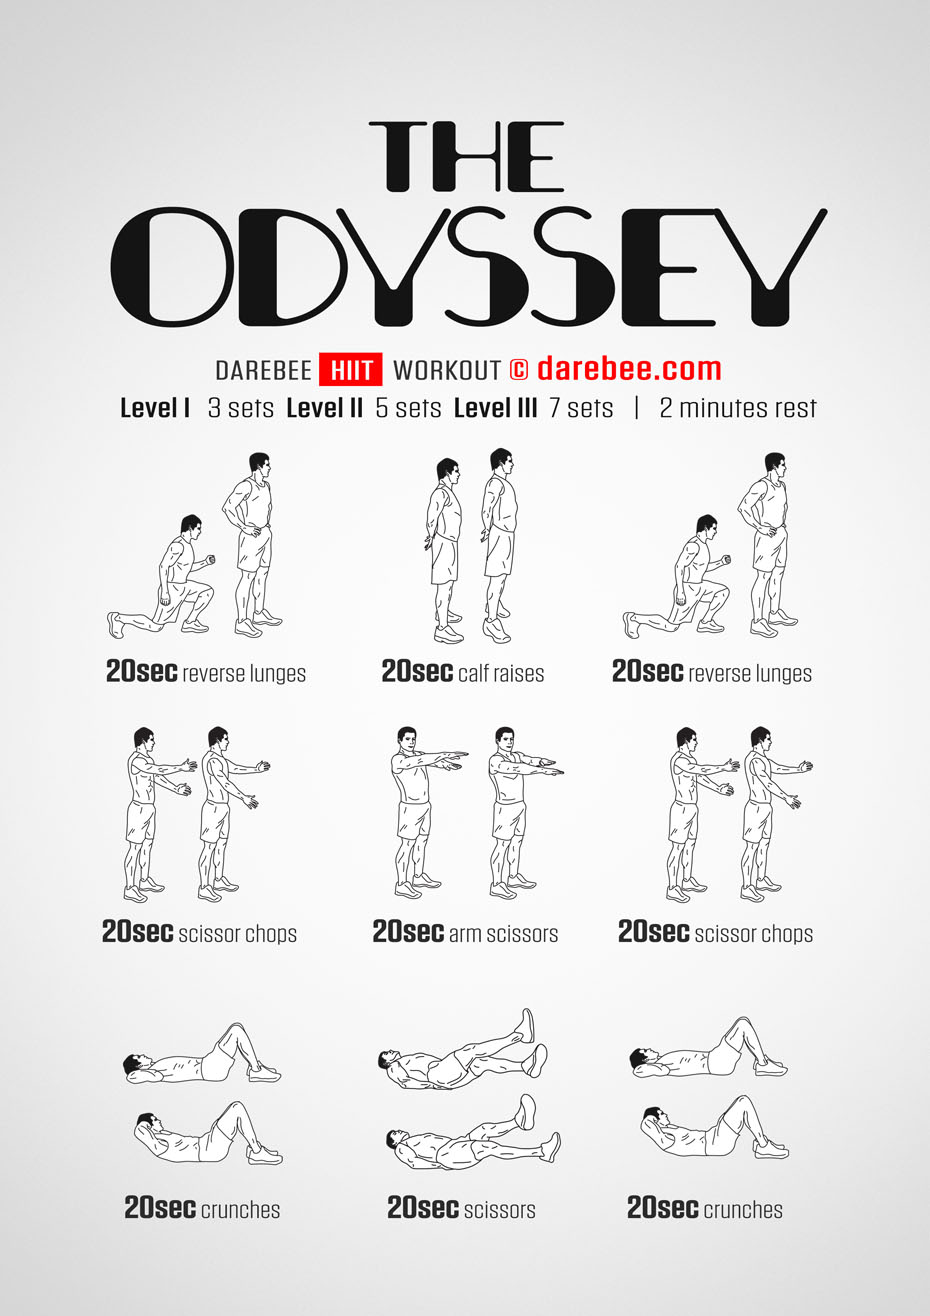 THE
ODYSSEY
DAREBEE HIIT WORKOUT © darebee.com
Level I 3 sets Level II 5 sets Level III 7 sets | 2 minutes rest
20sec reverse lunges
20sec calf raises
20sec reverse lunges
20sec scissor chops
20sec arm scissors
20sec scissor chops
20sec crunches
20sec scissors
20sec crunches